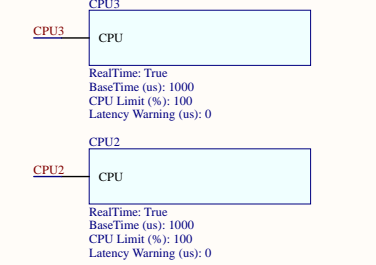 CPU3
CPU3
CPU
RealTime: True
BaseTime (us): 1000
CPU Limit (%): 100
Latency Warning (us): 0
CPU2
CPU2
CPU
RealTime: True
BaseTime (us): 1000
CPU Limit (%): 100
Latency Warning (us): 0